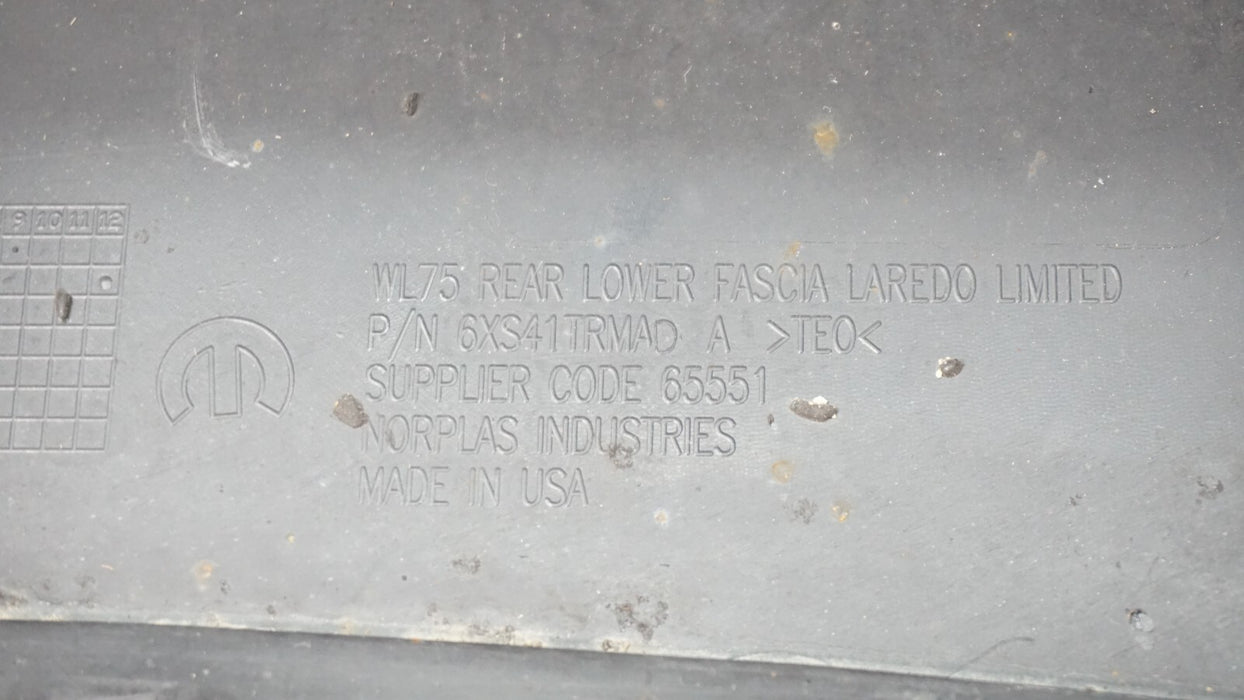 9 10 11 12
WL75 REAR LOWER FASCIA LAREDO LIMITED
P/N 6XS41TRMAD A >TEO<
SUPPLIER CODE 65551
NORPLAS INDUSTRIES
MADE IN USA